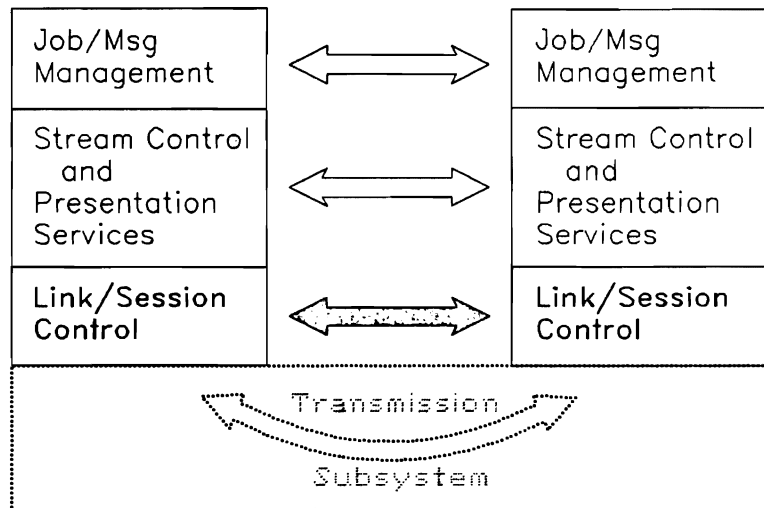 Job/Msg
Management
Stream Control
and
Presentation
Services
Link/Session
Control
Job/Msg
Management
Stream Control
and
Presentation
Services
Link/Session
Control
Transmission
Subsystem